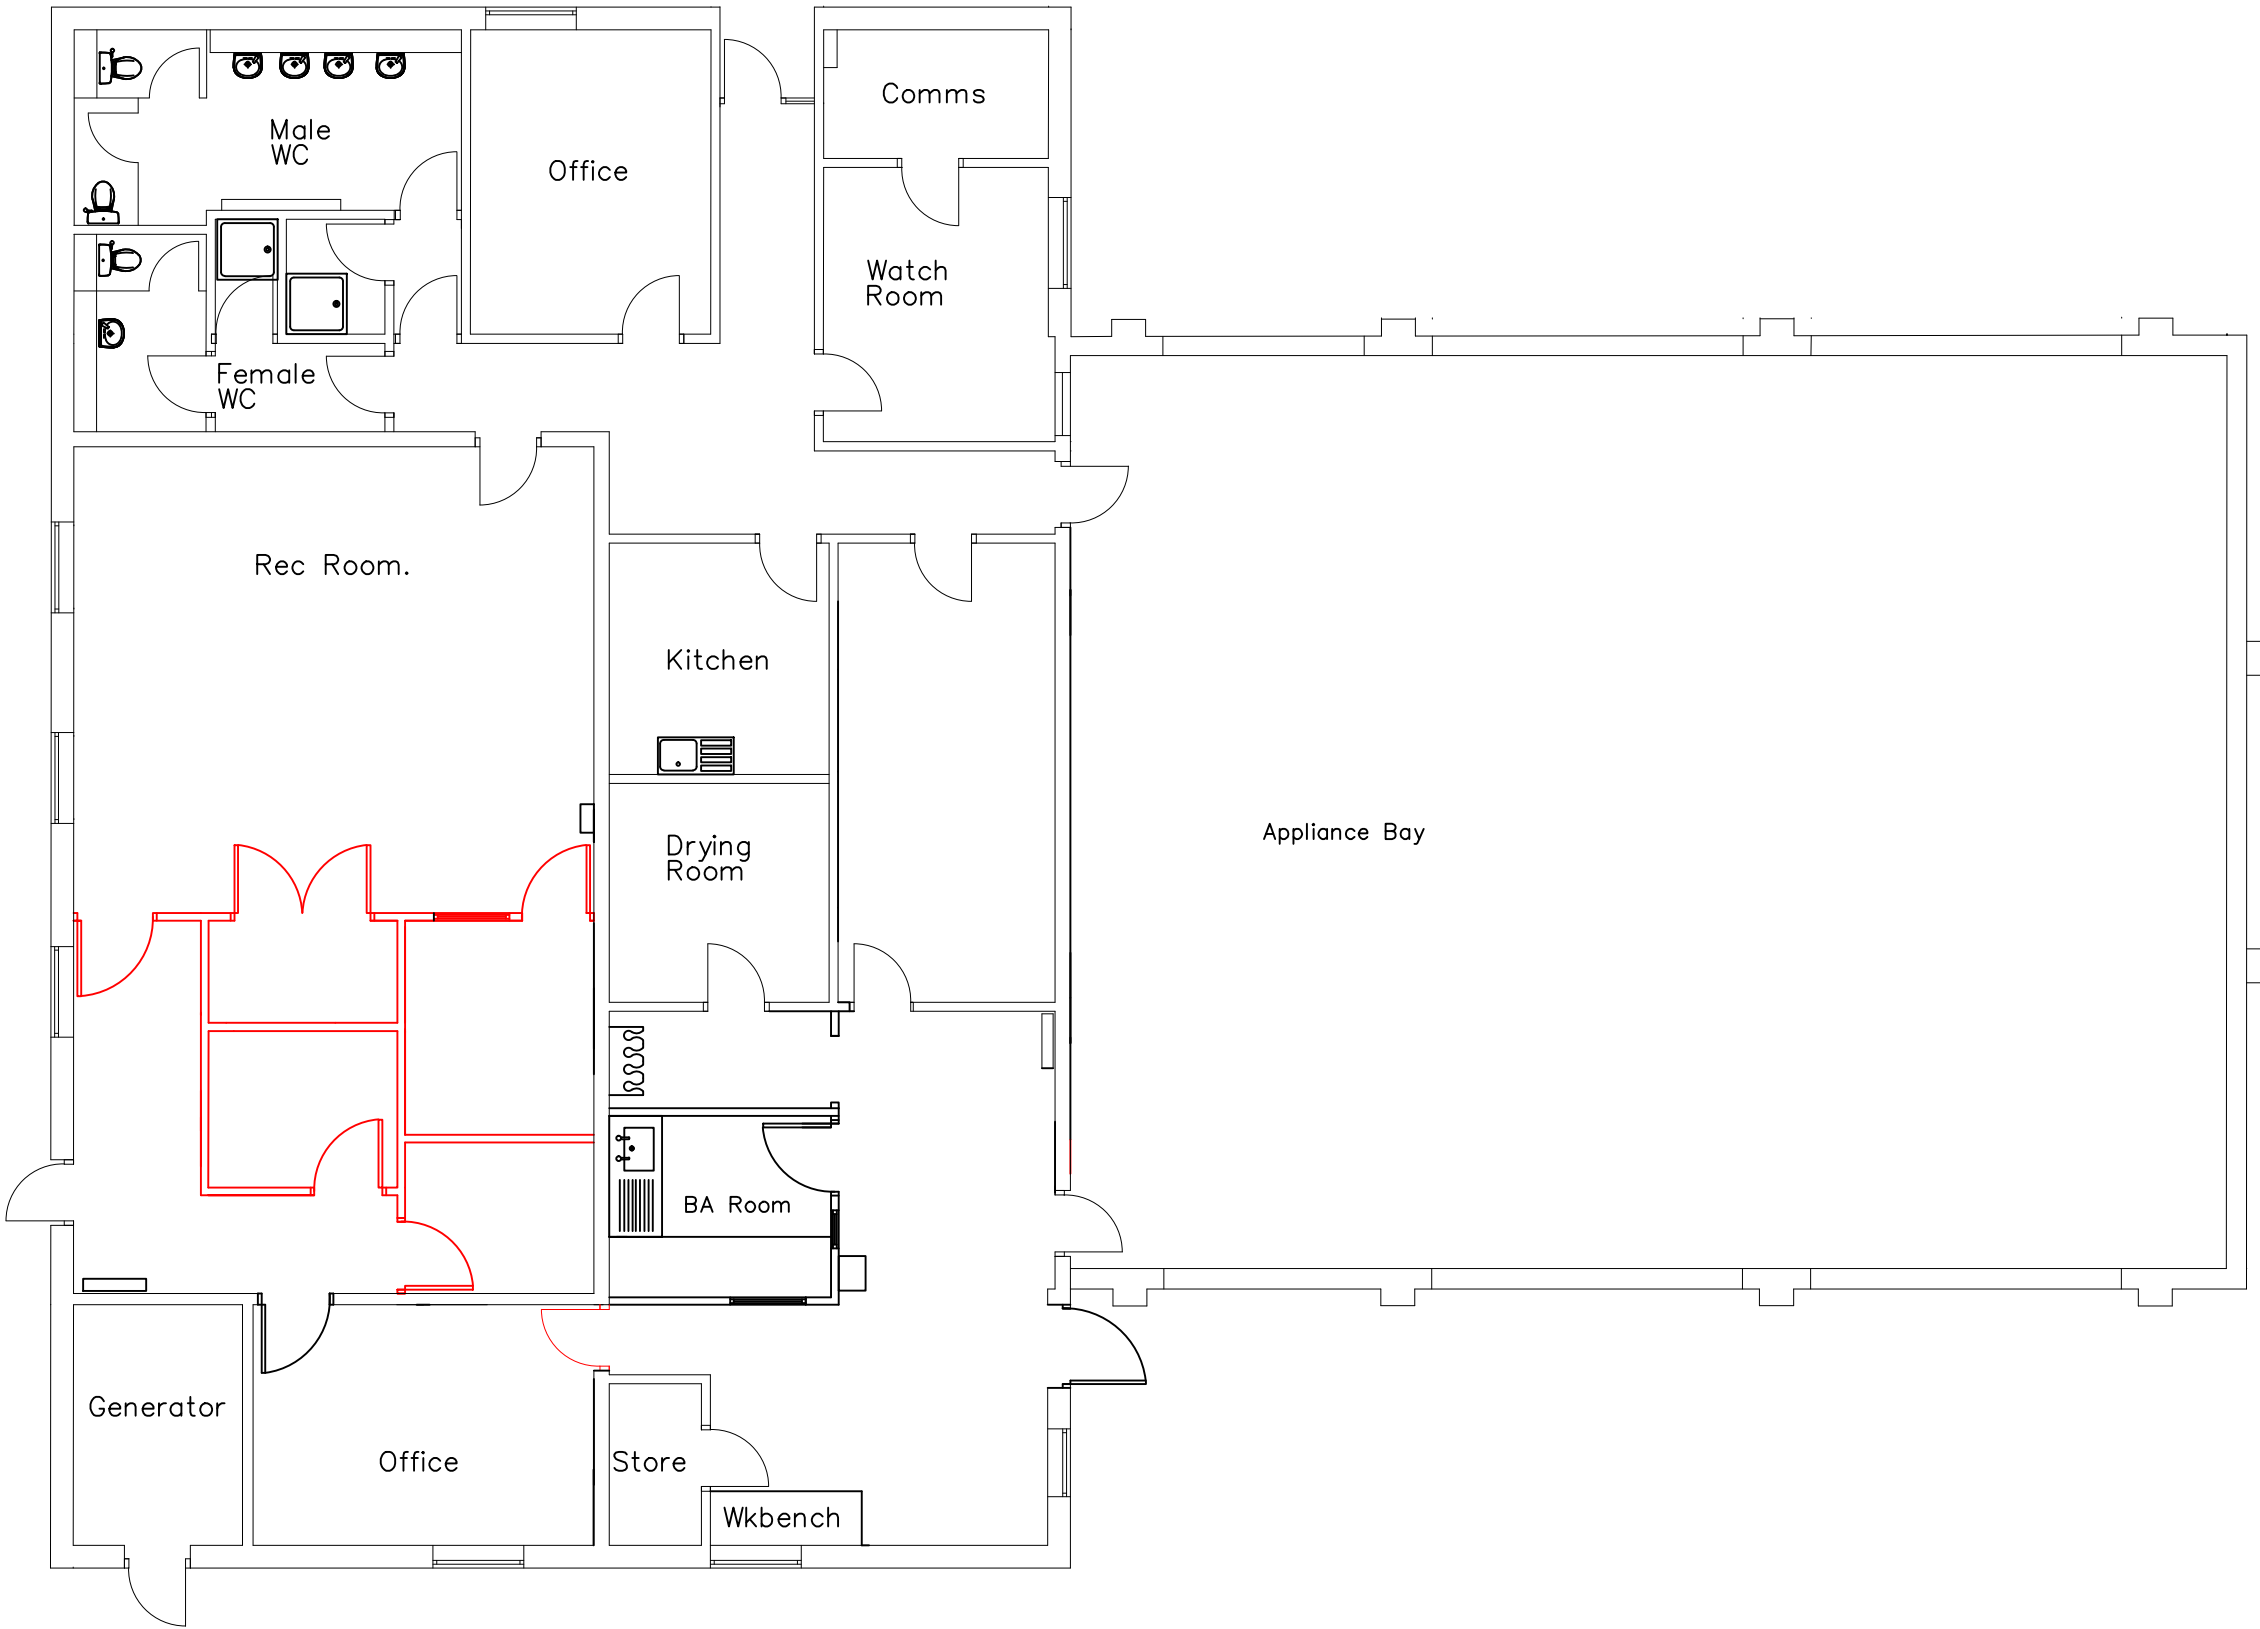 Comms
Male
WC
Office
Watch
Room
Female
WC
Rec Room.
Kitchen
Drying
Room
Appliance Bay
BA Room
Generator
Office
Store
Wkbench